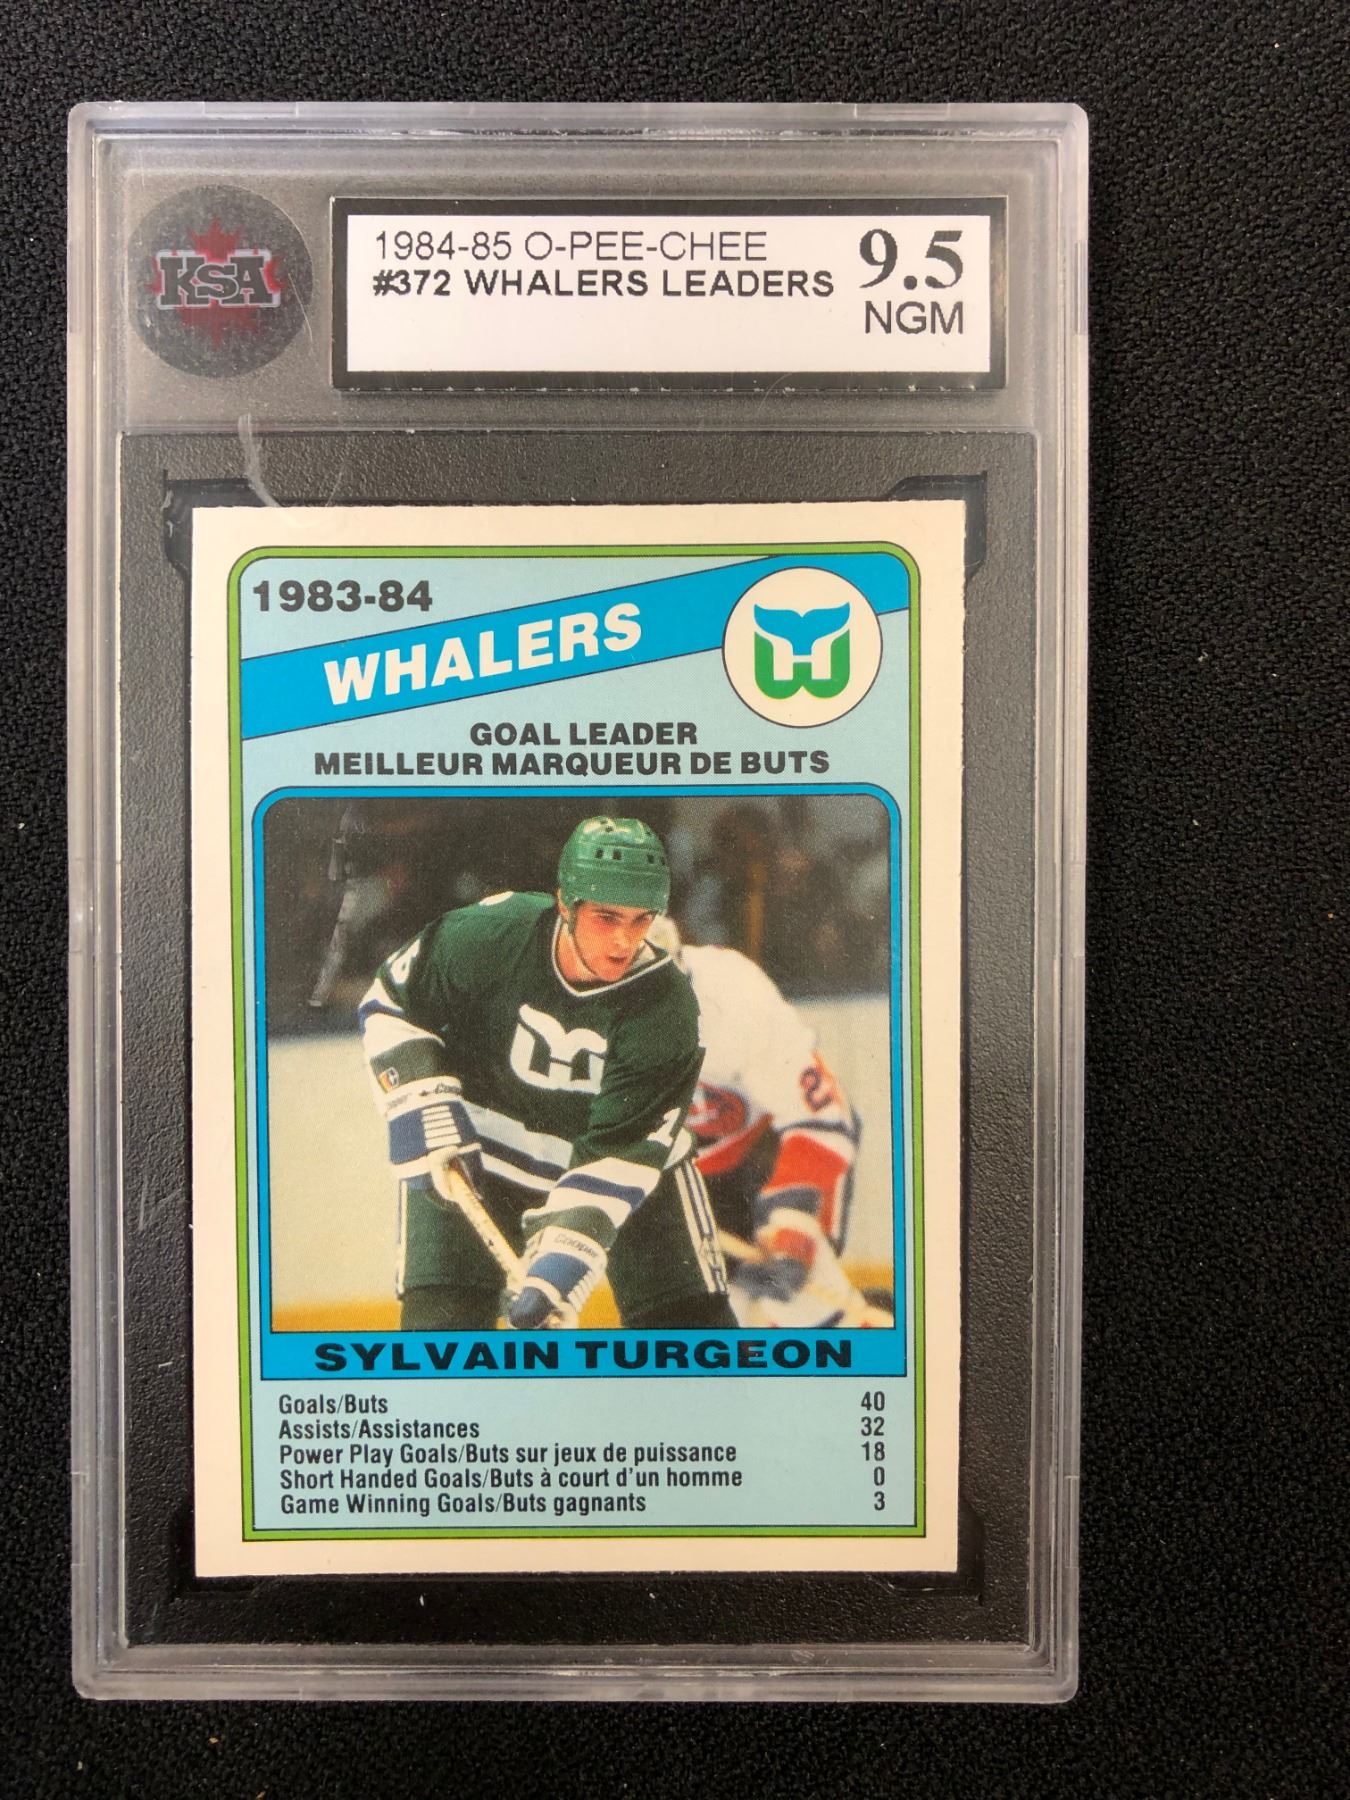 KSA
1984-85 O-PEE-CHEE
#372 WHALERS LEADERS
9.5
NGM
1983-84
WHALERS
GOAL LEADER
MEILLEUR MARQUEUR DE BUTS
Cooper
SYLVAIN TURGEON
Goals/Buts 40
Assists/Assistances 32
Power Play Goals/Buts sur jeux de puissance 18
Short Handed Goals/Buts à court d'un homme 0
Game Winning Goals/Buts gagnants 3